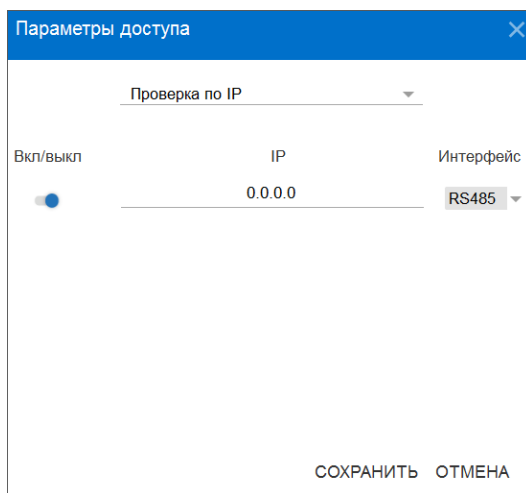 Параметры доступа
Проверка по IP
Вкл/выкл IP Интерфейс
0.0.0.0 RS485
СОХРАНИТЬ ОТМЕНА